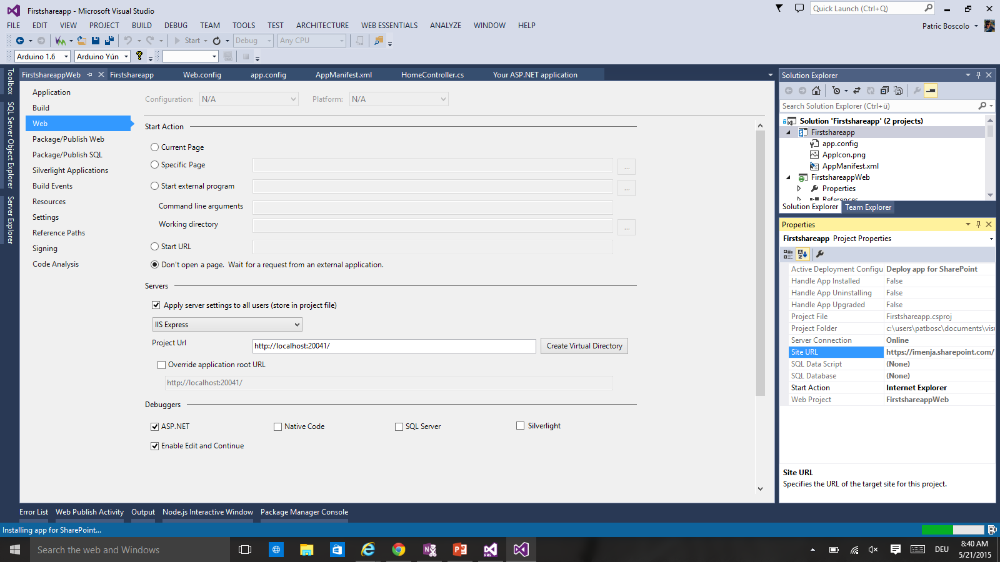 Firstshareapp - Microsoft Visual Studio
Quick Launch (Ctrl+Q)
FILE EDIT VIEW PROJECT BUILD DEBUG TEAM TOOLS TEST ARCHITECTURE WEB ESSENTIALS ANALYZE WINDOW HELP
Patric Boscolo
Start Debug Any CPU
Arduino 1.6 Arduino Yún
Toolbox
SQL Server Object Explorer
Server Explorer
FirstshareappWeb Firstshareapp Web.config app.config AppManifest.xml HomeController.cs Your ASP.NET application
Application
Build
Web
Package/Publish Web
Package/Publish SQL
Silverlight Applications
Build Events
Resources
Settings
Reference Paths
Signing
Code Analysis
Configuration: N/A Platform: N/A
Start Action
Current Page
Specific Page ...
Start external program ...
Command line arguments
Working directory ...
Start URL
Don't open a page. Wait for a request from an external application.
Servers
Apply server settings to all users (store in project file)
IIS Express
Project Url http://localhost:20041/ Create Virtual Directory
Override application root URL
http://localhost:20041/
Debuggers
ASP.NET Native Code SQL Server Silverlight
Enable Edit and Continue
Solution Explorer
Search Solution Explorer (Ctrl+ü)
Solution 'Firstshareapp' (2 projects)
Firstshareapp
app.config
AppIcon.png
AppManifest.xml
FirstshareappWeb
Properties
References
Solution Explorer Team Explorer
Properties
Firstshareapp Project Properties
Active Deployment Configu Deploy app for SharePoint
Handle App Installed False
Handle App Uninstalling False
Handle App Upgraded False
Project File Firstshareapp.csproj
Project Folder c:\users\patbosc\documents\visu
Server Connection Online
Site URL https://imenja.sharepoint.com/
SQL Data Script (None)
SQL Database (None)
Start Action Internet Explorer
Web Project FirstshareappWeb
Site URL
Specifies the URL of the target site for this project.
Error List Web Publish Activity Output Node.js Interactive Window Package Manager Console
Installing app for SharePoint...
Search the web and Windows
DEU
8:40 AM
5/21/2015